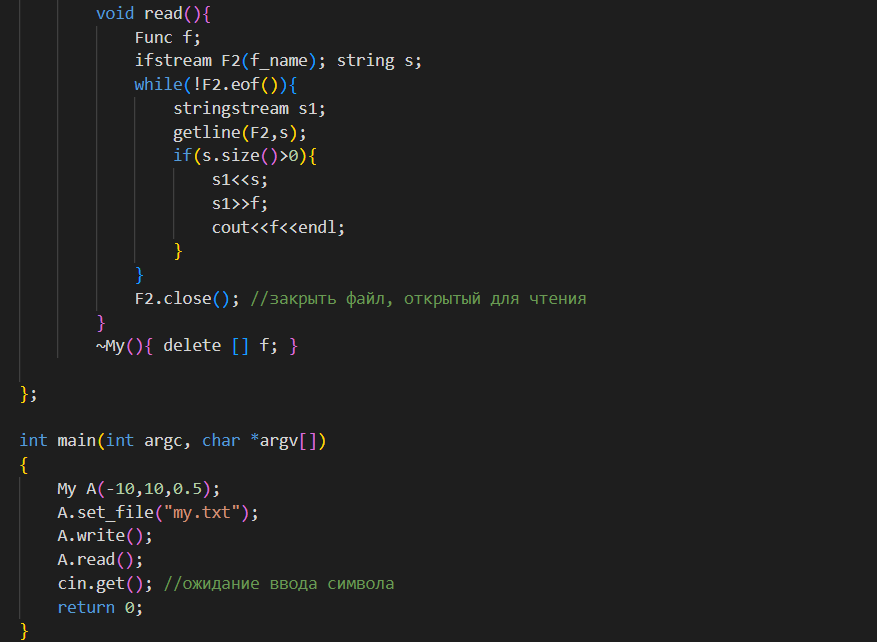 void read(){
Func f;
ifstream F2(f_name); string s;
while(!F2.eof()){
stringstream s1;
getline(F2,s);
if(s.size()>0){
s1<<s;
s1>>f;
cout<<f<<endl;
}
}
F2.close(); //закрыть файл, открытый для чтения
}
~My(){ delete [] f; }
};
int main(int argc, char *argv[])
{
My A(-10,10,0.5);
A.set_file("my.txt");
A.write();
A.read();
cin.get(); //ожидание ввода символа
return 0;
}